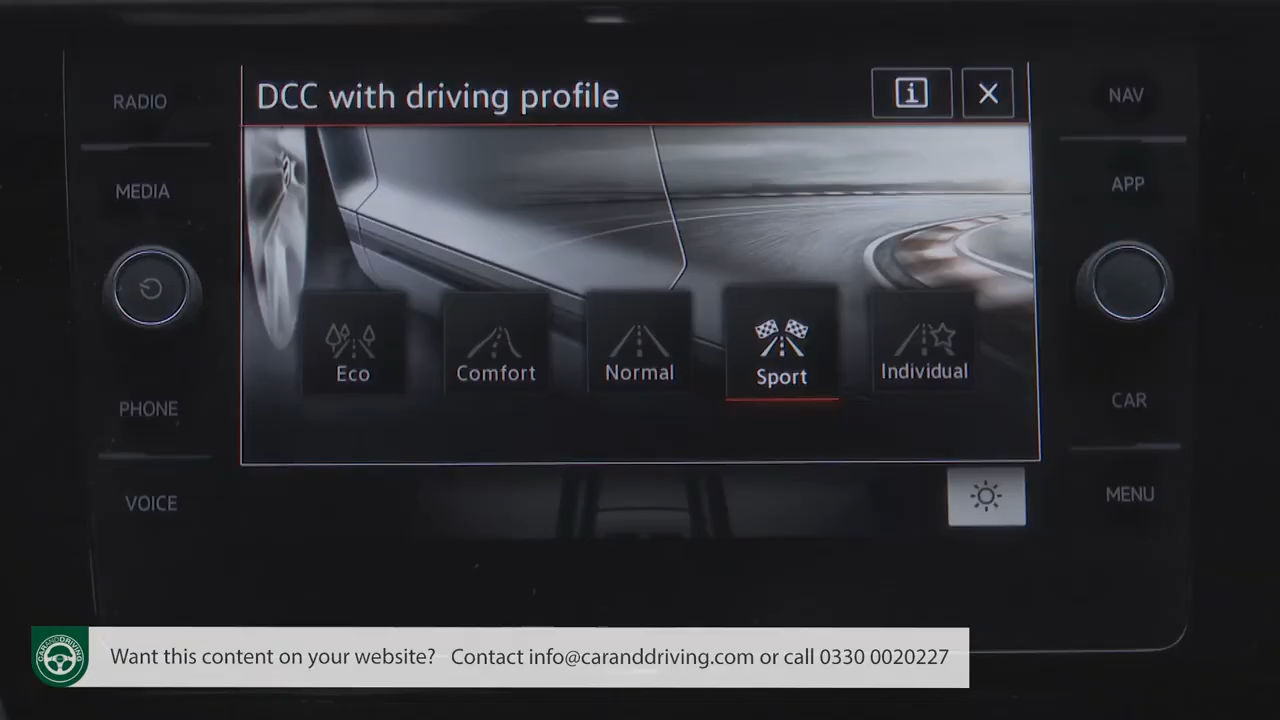 DCC with driving profile
RADIO
MEDIA
PHONE
VOICE
Eco
Comfort
Normal
Sport
Individual
NAV
APP
CAR
MENU
CARANDDRIVING
Want this content on your website? Contact info@caranddriving.com or call 0330 0020227